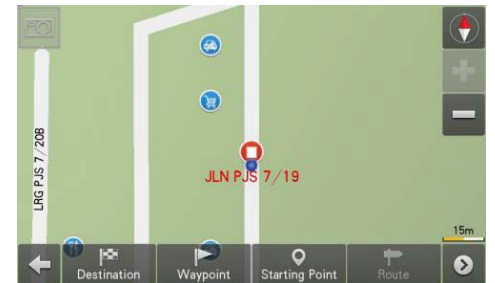 LRG PJS 7/20B
JLN PJS 7/19
15m
Destination
Waypoint
Starting Point
Route